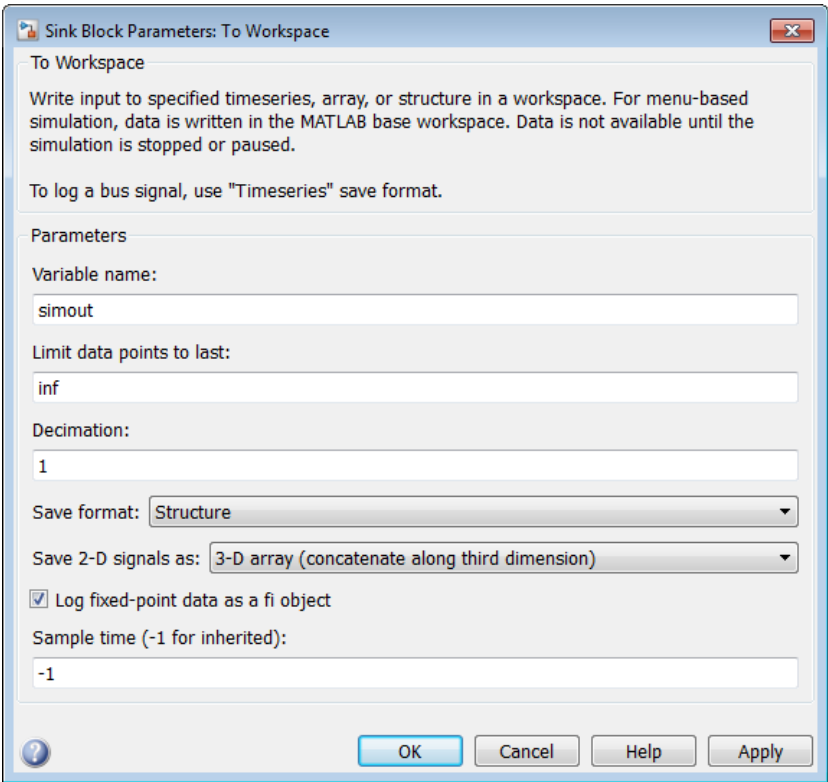 Sink Block Parameters: To Workspace
To Workspace
Write input to specified timeseries, array, or structure in a workspace. For menu-based
simulation, data is written in the MATLAB base workspace. Data is not available until the
simulation is stopped or paused.
To log a bus signal, use "Timeseries" save format.
Parameters
Variable name:
simout
Limit data points to last:
inf
Decimation:
1
Save format: Structure
Save 2-D signals as: 3-D array (concatenate along third dimension)
Log fixed-point data as a fi object
Sample time (-1 for inherited):
-1
OK Cancel Help Apply